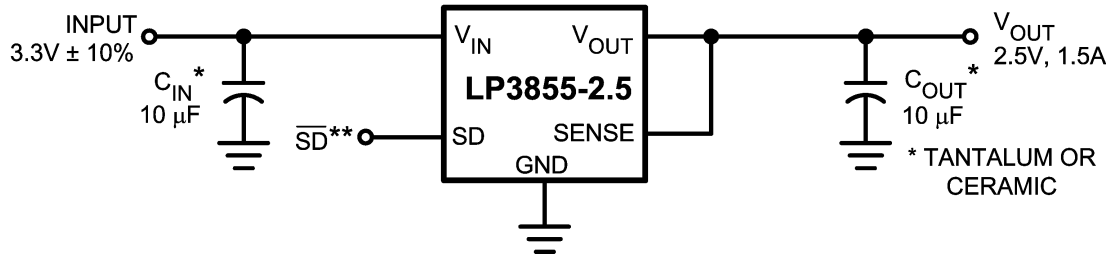 INPUT
3.3V ± 10%
C_IN*
10 μF
SD**
V_IN
V_OUT
LP3855-2.5
SD
SENSE
GND
V_OUT
2.5V, 1.5A
C_OUT*
10 μF
* TANTALUM OR
CERAMIC